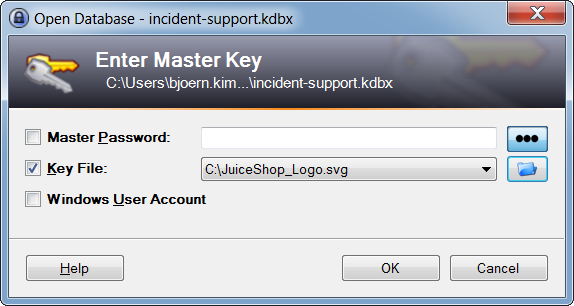 Open Database - incident-support.kdbx
Enter Master Key
C:\Users\bjoern.kim...\incident-support.kdbx
Master Password:
Key File:
C:\JuiceShop_Logo.svg
Windows User Account
Help
OK
Cancel